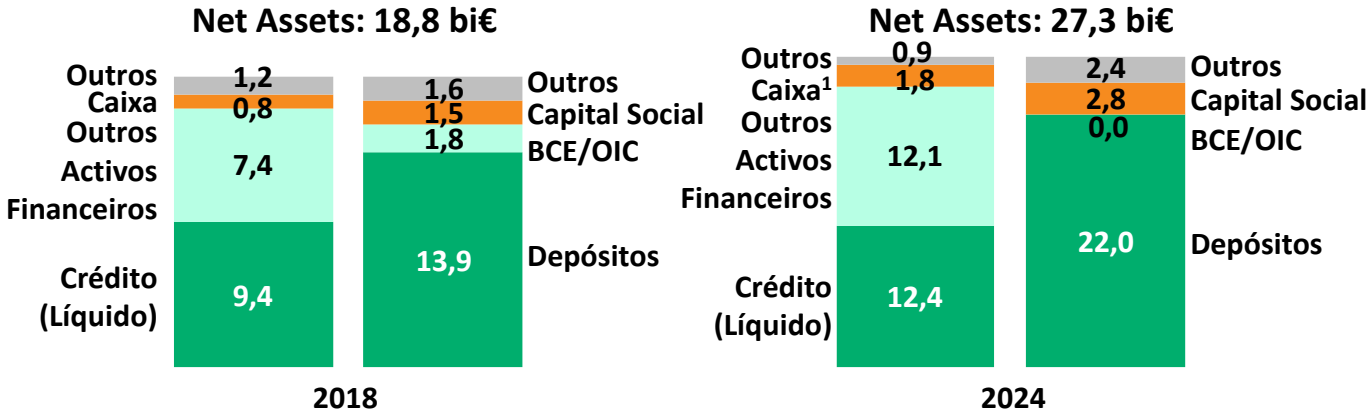 Net Assets: 18,8 bi€
Outros
1,2
1,6
Outros
Caixa
0,8
1,5
Capital Social
Outros
Activos
Financeiros
7,4
1,8
BCE/OIC
Crédito
(Líquido)
9,4
13,9
Depósitos
2018
Net Assets: 27,3 bi€
Outros
0,9
2,4
Outros
Caixa¹
1,8
2,8
Capital Social
Outros
Activos
Financeiros
12,1
0,0
BCE/OIC
Crédito
(Líquido)
12,4
22,0
Depósitos
2024